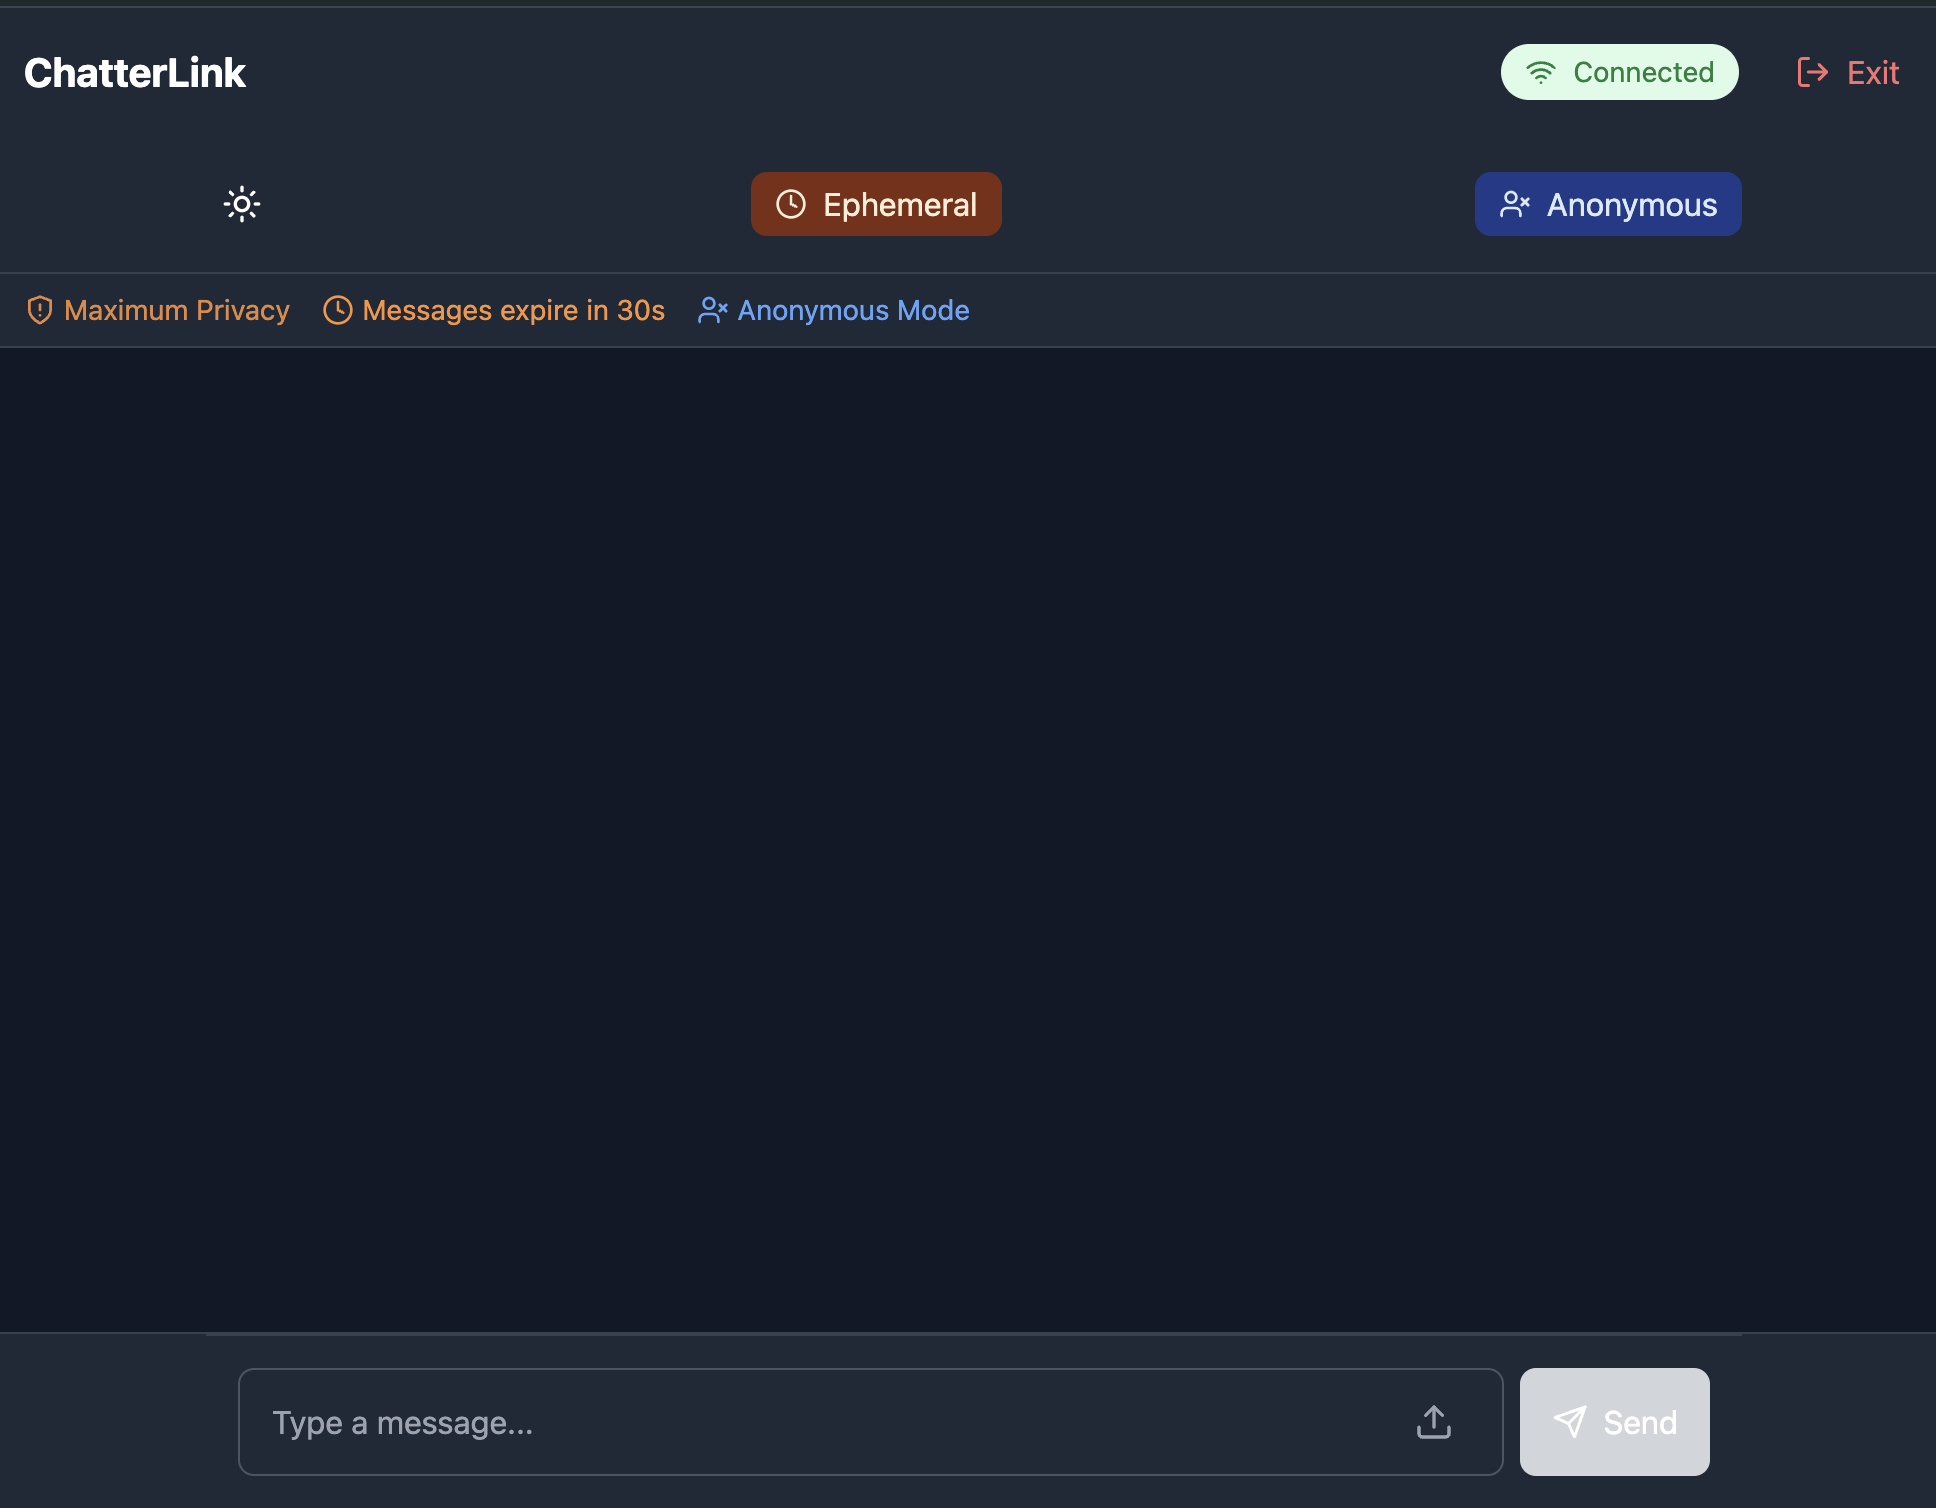 ChatterLink
Connected
Exit
Ephemeral
Anonymous
Maximum Privacy
Messages expire in 30s
Anonymous Mode
Type a message...
Send